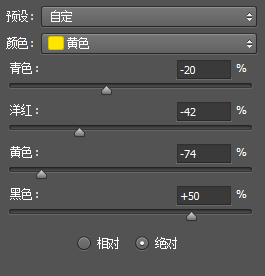 预设: 自定
颜色: 黄色
青色: -20 %
洋红: -42 %
黄色: -74 %
黑色: +50 %
相对 绝对